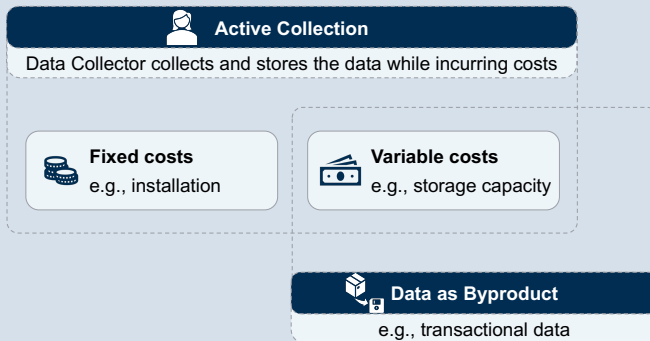 Active Collection
Data Collector collects and stores the data while incurring costs
Fixed costs
e.g., installation
Variable costs
e.g., storage capacity
Data as Byproduct
e.g., transactional data